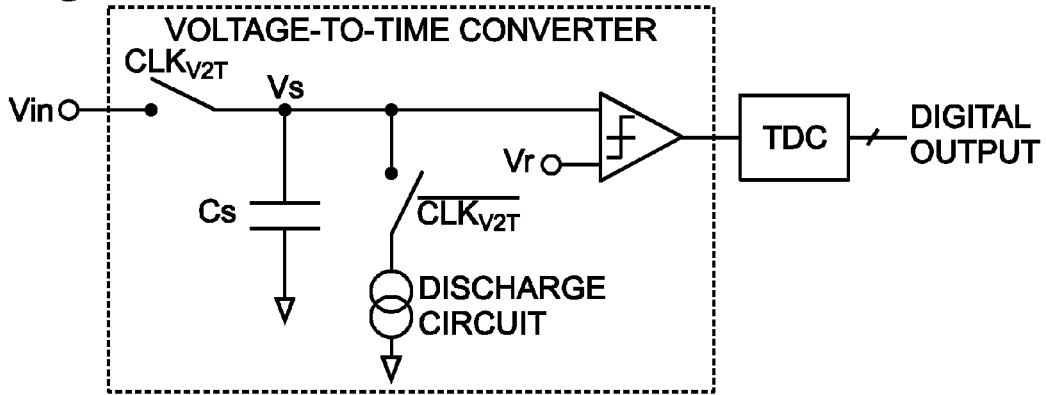 VOLTAGE-TO-TIME CONVERTER
CLKV2T
Vin
Vs
Vr
TDC
DIGITAL
OUTPUT
Cs
CLKV2T
DISCHARGE
CIRCUIT